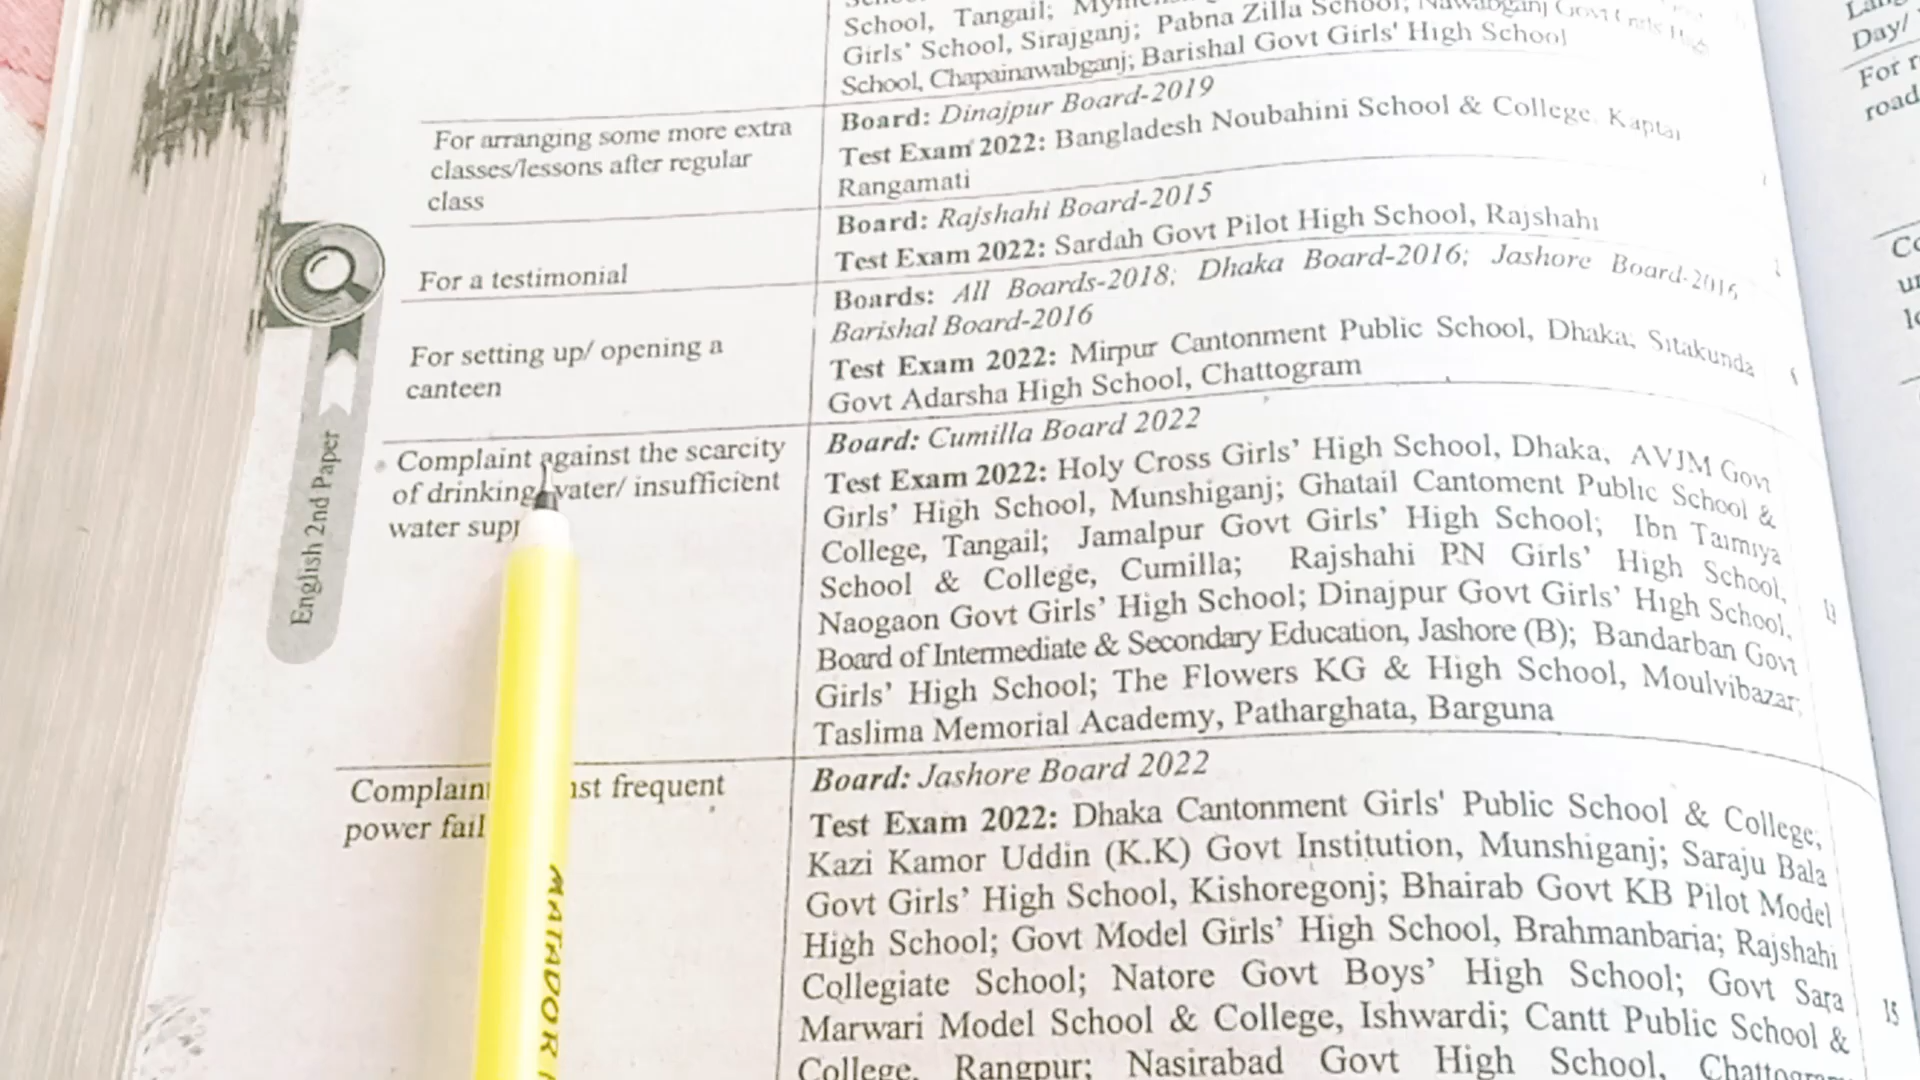 School, Tangail;
Girls' School, Sirajganj; Pabna Zilla School; Nawabganj Govt Girls' High
School, Chapainawabganj; Barishal Govt Girls' High School
For arranging some more extra
classes/lessons after regular
class
Board: Dinajpur Board-2019
Test Exam 2022: Bangladesh Noubahini School & College, Kaptai
Rangamati
For a testimonial
Board: Rajshahi Board-2015
Test Exam 2022: Sardah Govt Pilot High School, Rajshahi
For setting up/ opening a
canteen
Boards: All Boards-2018; Dhaka Board-2016; Jashore Board-2016
Barishal Board-2016
Test Exam 2022: Mirpur Cantonment Public School, Dhaka; Sitakunda
Govt Adarsha High School, Chattogram
Complaint against the scarcity
of drinking water/ insufficient
water
Board: Cumilla Board 2022
Test Exam 2022: Holy Cross Girls' High School, Dhaka, AVJM Govt
Girls' High School, Munshiganj; Ghatail Cantoment Public School &
College, Tangail; Jamalpur Govt Girls' High School; Ibn Taimiya
School & College, Cumilla; Rajshahi P.N Girls' High School,
Naogaon Govt Girls' High School; Dinajpur Govt Girls' High School,
Board of Intermediate & Secondary Education, Jashore (B); Bandarban Govt
Girls' High School; The Flowers KG & High School, Moulvibazar;
Taslima Memorial Academy, Patharghata, Barguna
13
frequent
power
Board: Jashore Board 2022
Test Exam 2022: Dhaka Cantonment Girls' Public School & College,
Kazi Kamor Uddin (K.K) Govt Institution, Munshiganj; Saraju Bala
Govt Girls' High School, Kishoregonj; Bhairab Govt KB Pilot Model
High School; Govt Model Girls' High School, Brahmanbaria; Rajshahi
Collegiate School; Natore Govt Boys' High School; Govt Sara
Marwari Model School & College, Ishwardi; Cantt Public School &
College, Rangpur; Nasirabad Govt High School,
15
English 2nd Paper
MATADOR
Day/
For
road